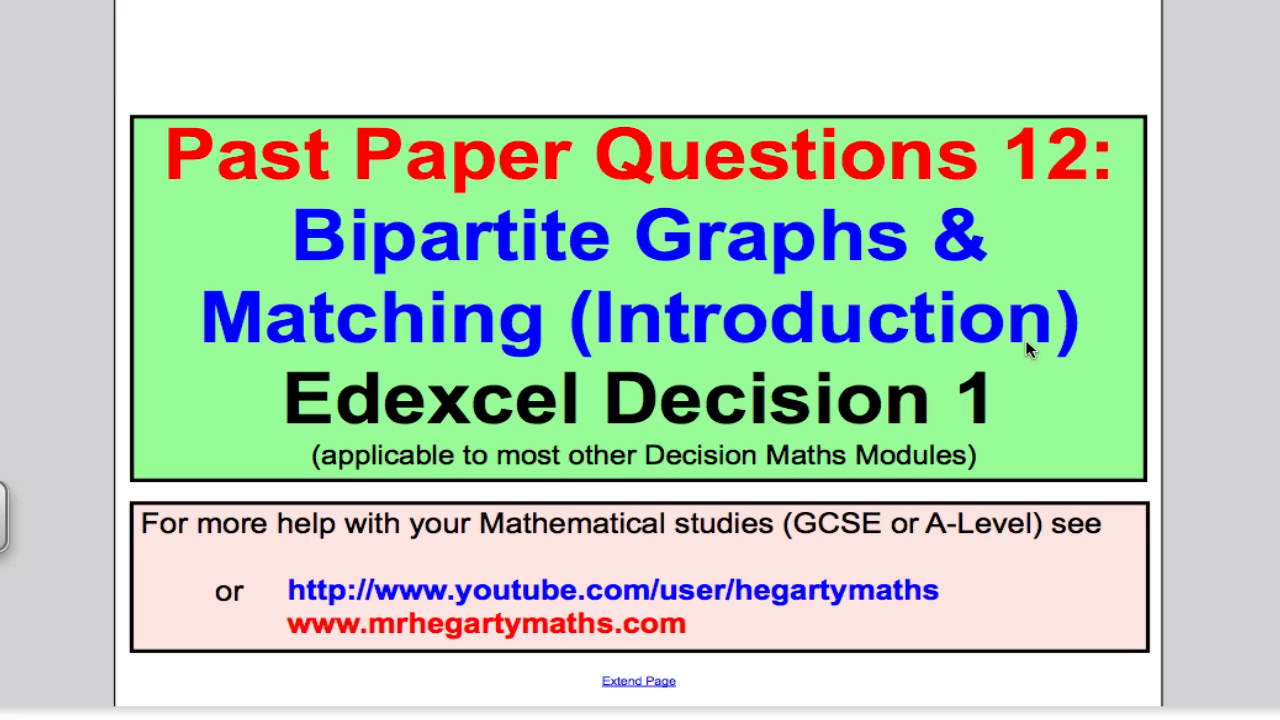 Past Paper Questions 12:
Bipartite Graphs &
Matching (Introduction)
Edexcel Decision 1
(applicable to most other Decision Maths Modules)
For more help with your Mathematical studies (GCSE or A-Level) see
or http://www.youtube.com/user/hegartymaths
www.mrhegartymaths.com
Extend Page